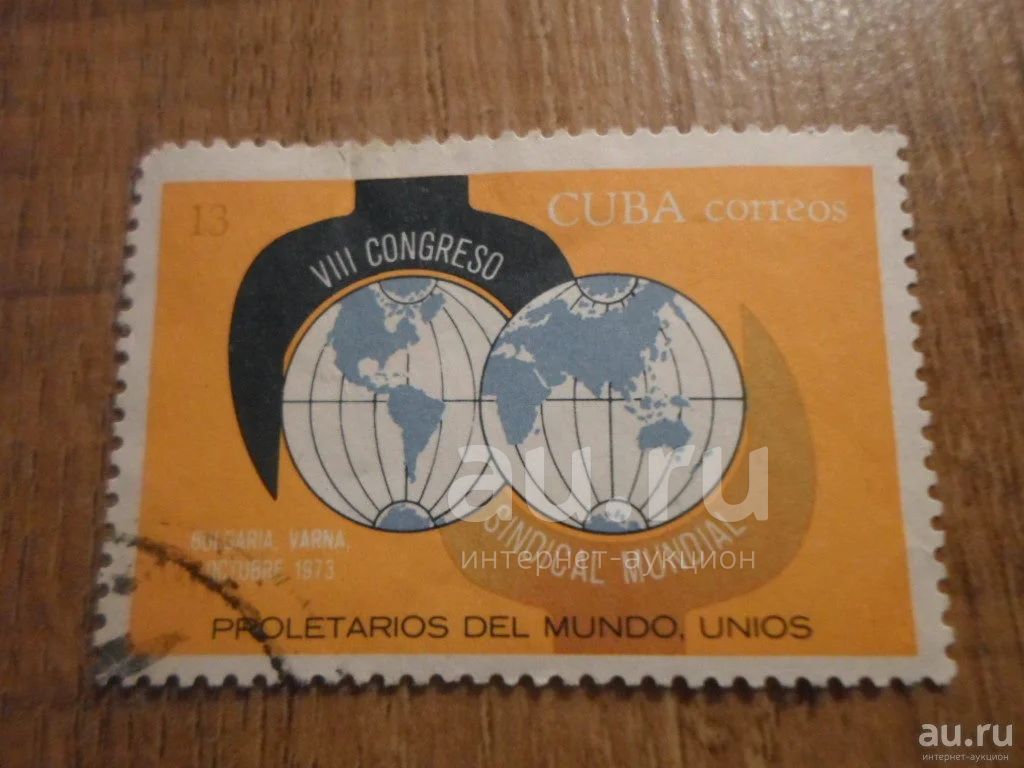 13
CUBA correos
VIII CONGRESO
SINDICAL MUNDIAL
BULGARIA, VARNA,
OCTUBRE 1973
PROLETARIOS DEL MUNDO, UNIOS
au.ru
интернет-аукцион
au.ru
интернет-аукцион